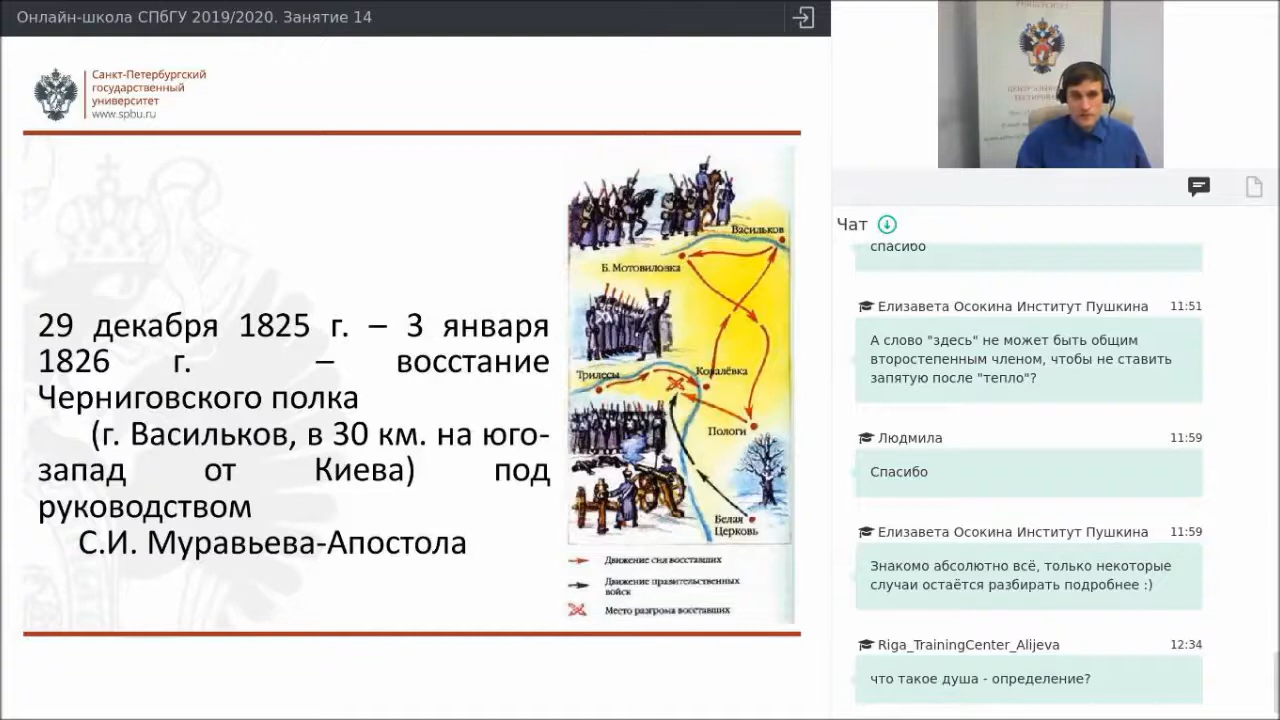 Онлайн-школа СПбГУ 2019/2020. Занятие 14
Санкт-Петербургский
государственный
университет
www.spbu.ru
29 декабря 1825 г. – 3 января
1826 г. – восстание
Черниговского полка
(г. Васильков, в 30 км. на юго-
запад от Киева) под
руководством
С.И. Муравьева-Апостола
Васильков
Б. Мотовиловка
Трилесы
Ковалёвка
Пологи
Белая
Церковь
Движение сил восставших
Движение правительственных
войск
Место разгрома восставших
Чат
спасибо
Елизавета Осокина Институт Пушкина 11:51
А слово "здесь" не может быть общим
второстепенным членом, чтобы не ставить
запятую после "тепло"?
Людмила 11:59
Спасибо
Елизавета Осокина Институт Пушкина 11:59
Знакомо абсолютно всё, только некоторые
случаи остаётся разбирать подробнее :)
Riga_TrainingCenter_Alijeva 12:34
что такое душа - определение?